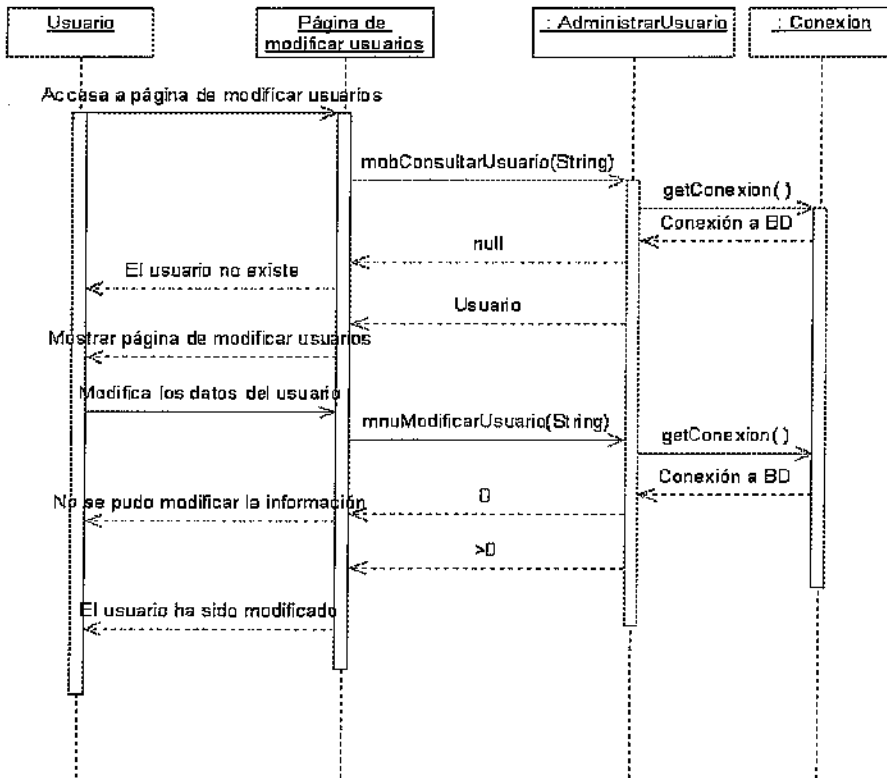 Usuario
Página de
modificar usuarios
: AdministrarUsuario
: Conexion
Accesa a página de modificar usuarios
mobConsultarUsuario(String)
getConexion( )
Conexión a BD
null
El usuario no existe
Usuario
Mostrar página de modificar usuarios
Modifica los datos del usuario
mnuModificarUsuario(String)
getConexion( )
Conexión a BD
0
No se pudo modificar la información
>0
El usuario ha sido modificado